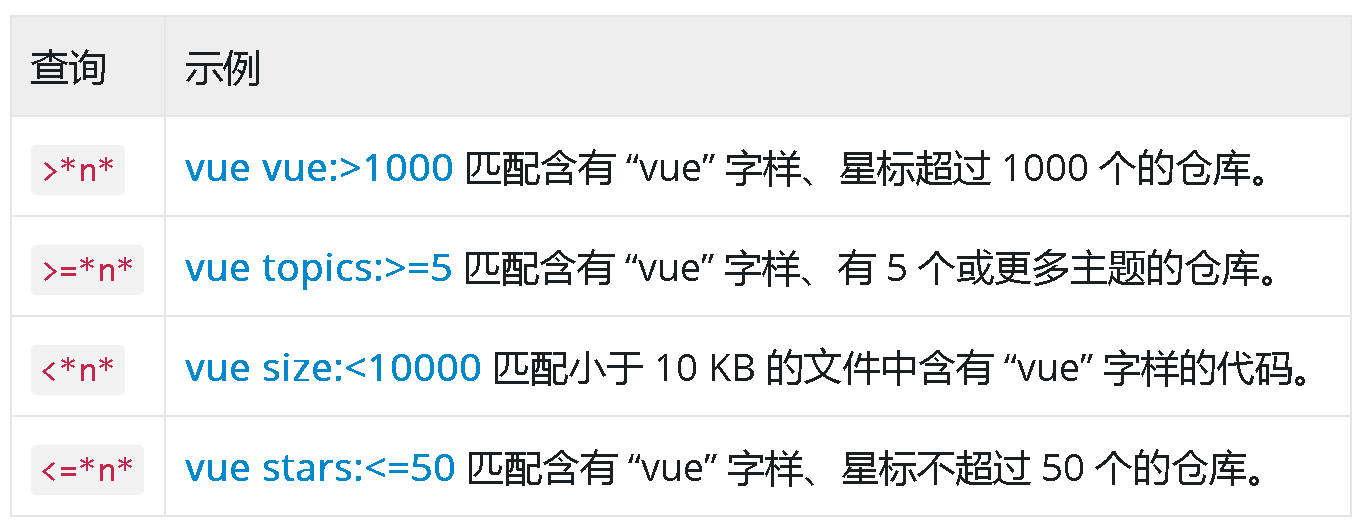 查询 示例
>*n* vue vue:>1000 匹配含有 “vue” 字样、星标超过 1000 个的仓库。
>=*n* vue topics:>=5 匹配含有 “vue” 字样、有 5 个或更多主题的仓库。
<*n* vue size:<10000 匹配小于 10 KB 的文件中含有 “vue” 字样的代码。
<=*n* vue stars:<=50 匹配含有 “vue” 字样、星标不超过 50 个的仓库。